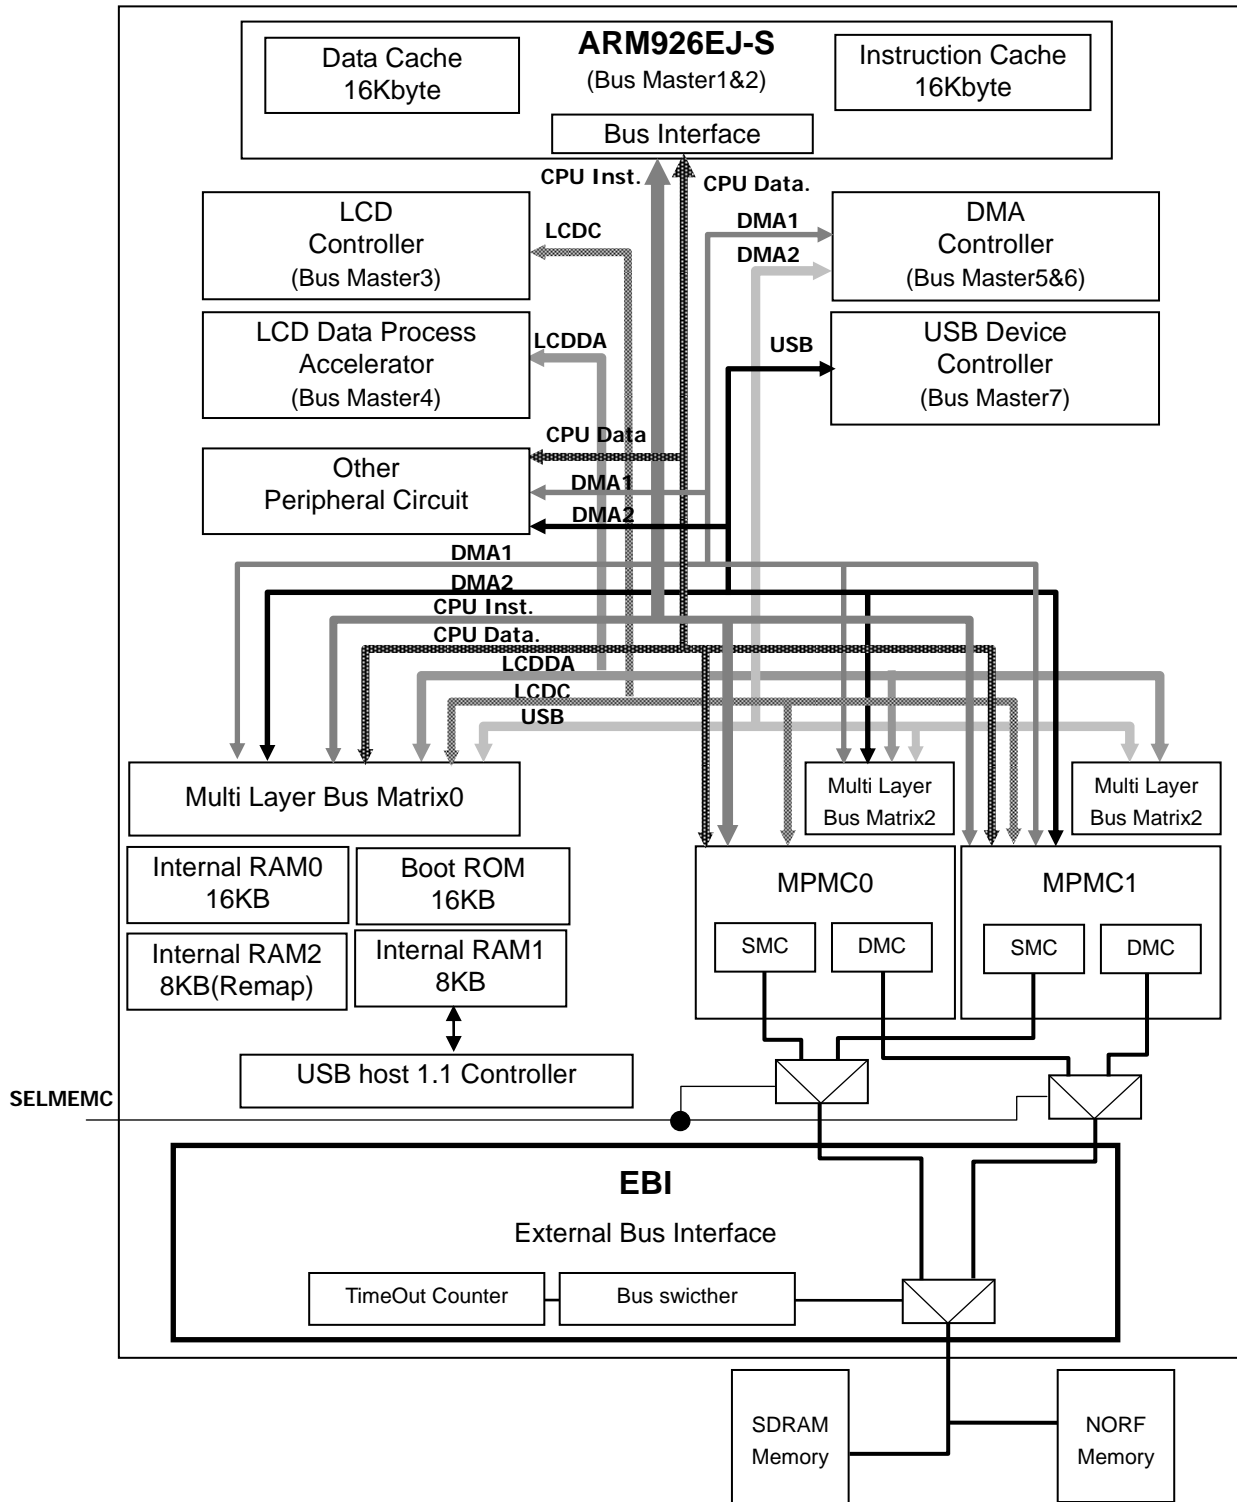 ARM926EJ-S
(Bus Master1&2)
Data Cache
16Kbyte
Instruction Cache
16Kbyte
Bus Interface
CPU Inst.
CPU Data.
LCD
Controller
(Bus Master3)
LCDC
DMA1
DMA2
DMA
Controller
(Bus Master5&6)
LCD Data Process
Accelerator
(Bus Master4)
LCDDA
USB
USB Device
Controller
(Bus Master7)
Other
Peripheral Circuit
CPU Data
DMA1
DMA2
DMA1
DMA2
CPU Inst.
CPU Data.
LCDDA
LCDC
USB
Multi Layer Bus Matrix0
Multi Layer
Bus Matrix2
Multi Layer
Bus Matrix2
Internal RAM0
16KB
Boot ROM
16KB
MPMC0
SMC
DMC
MPMC1
SMC
DMC
Internal RAM2
8KB(Remap)
Internal RAM1
8KB
USB host 1.1 Controller
SELMEMC
EBI
External Bus Interface
TimeOut Counter
Bus swicther
SDRAM
Memory
NORF
Memory